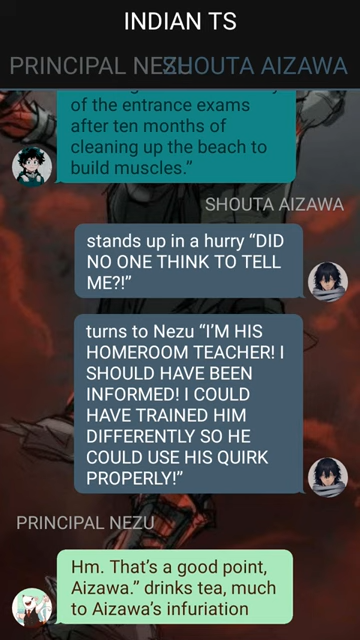 INDIAN TS
PRINCIPAL NEZU
SHOUTA AIZAWA
of the entrance exams
after ten months of
cleaning up the beach to
build muscles.”
SHOUTA AIZAWA
stands up in a hurry “DID
NO ONE THINK TO TELL
ME?!”
turns to Nezu “I’M HIS
HOMEROOM TEACHER! I
SHOULD HAVE BEEN
INFORMED! I COULD
HAVE TRAINED HIM
DIFFERENTLY SO HE
COULD USE HIS QUIRK
PROPERLY!”
PRINCIPAL NEZU
Hm. That’s a good point,
Aizawa.” drinks tea, much
to Aizawa’s infuriation